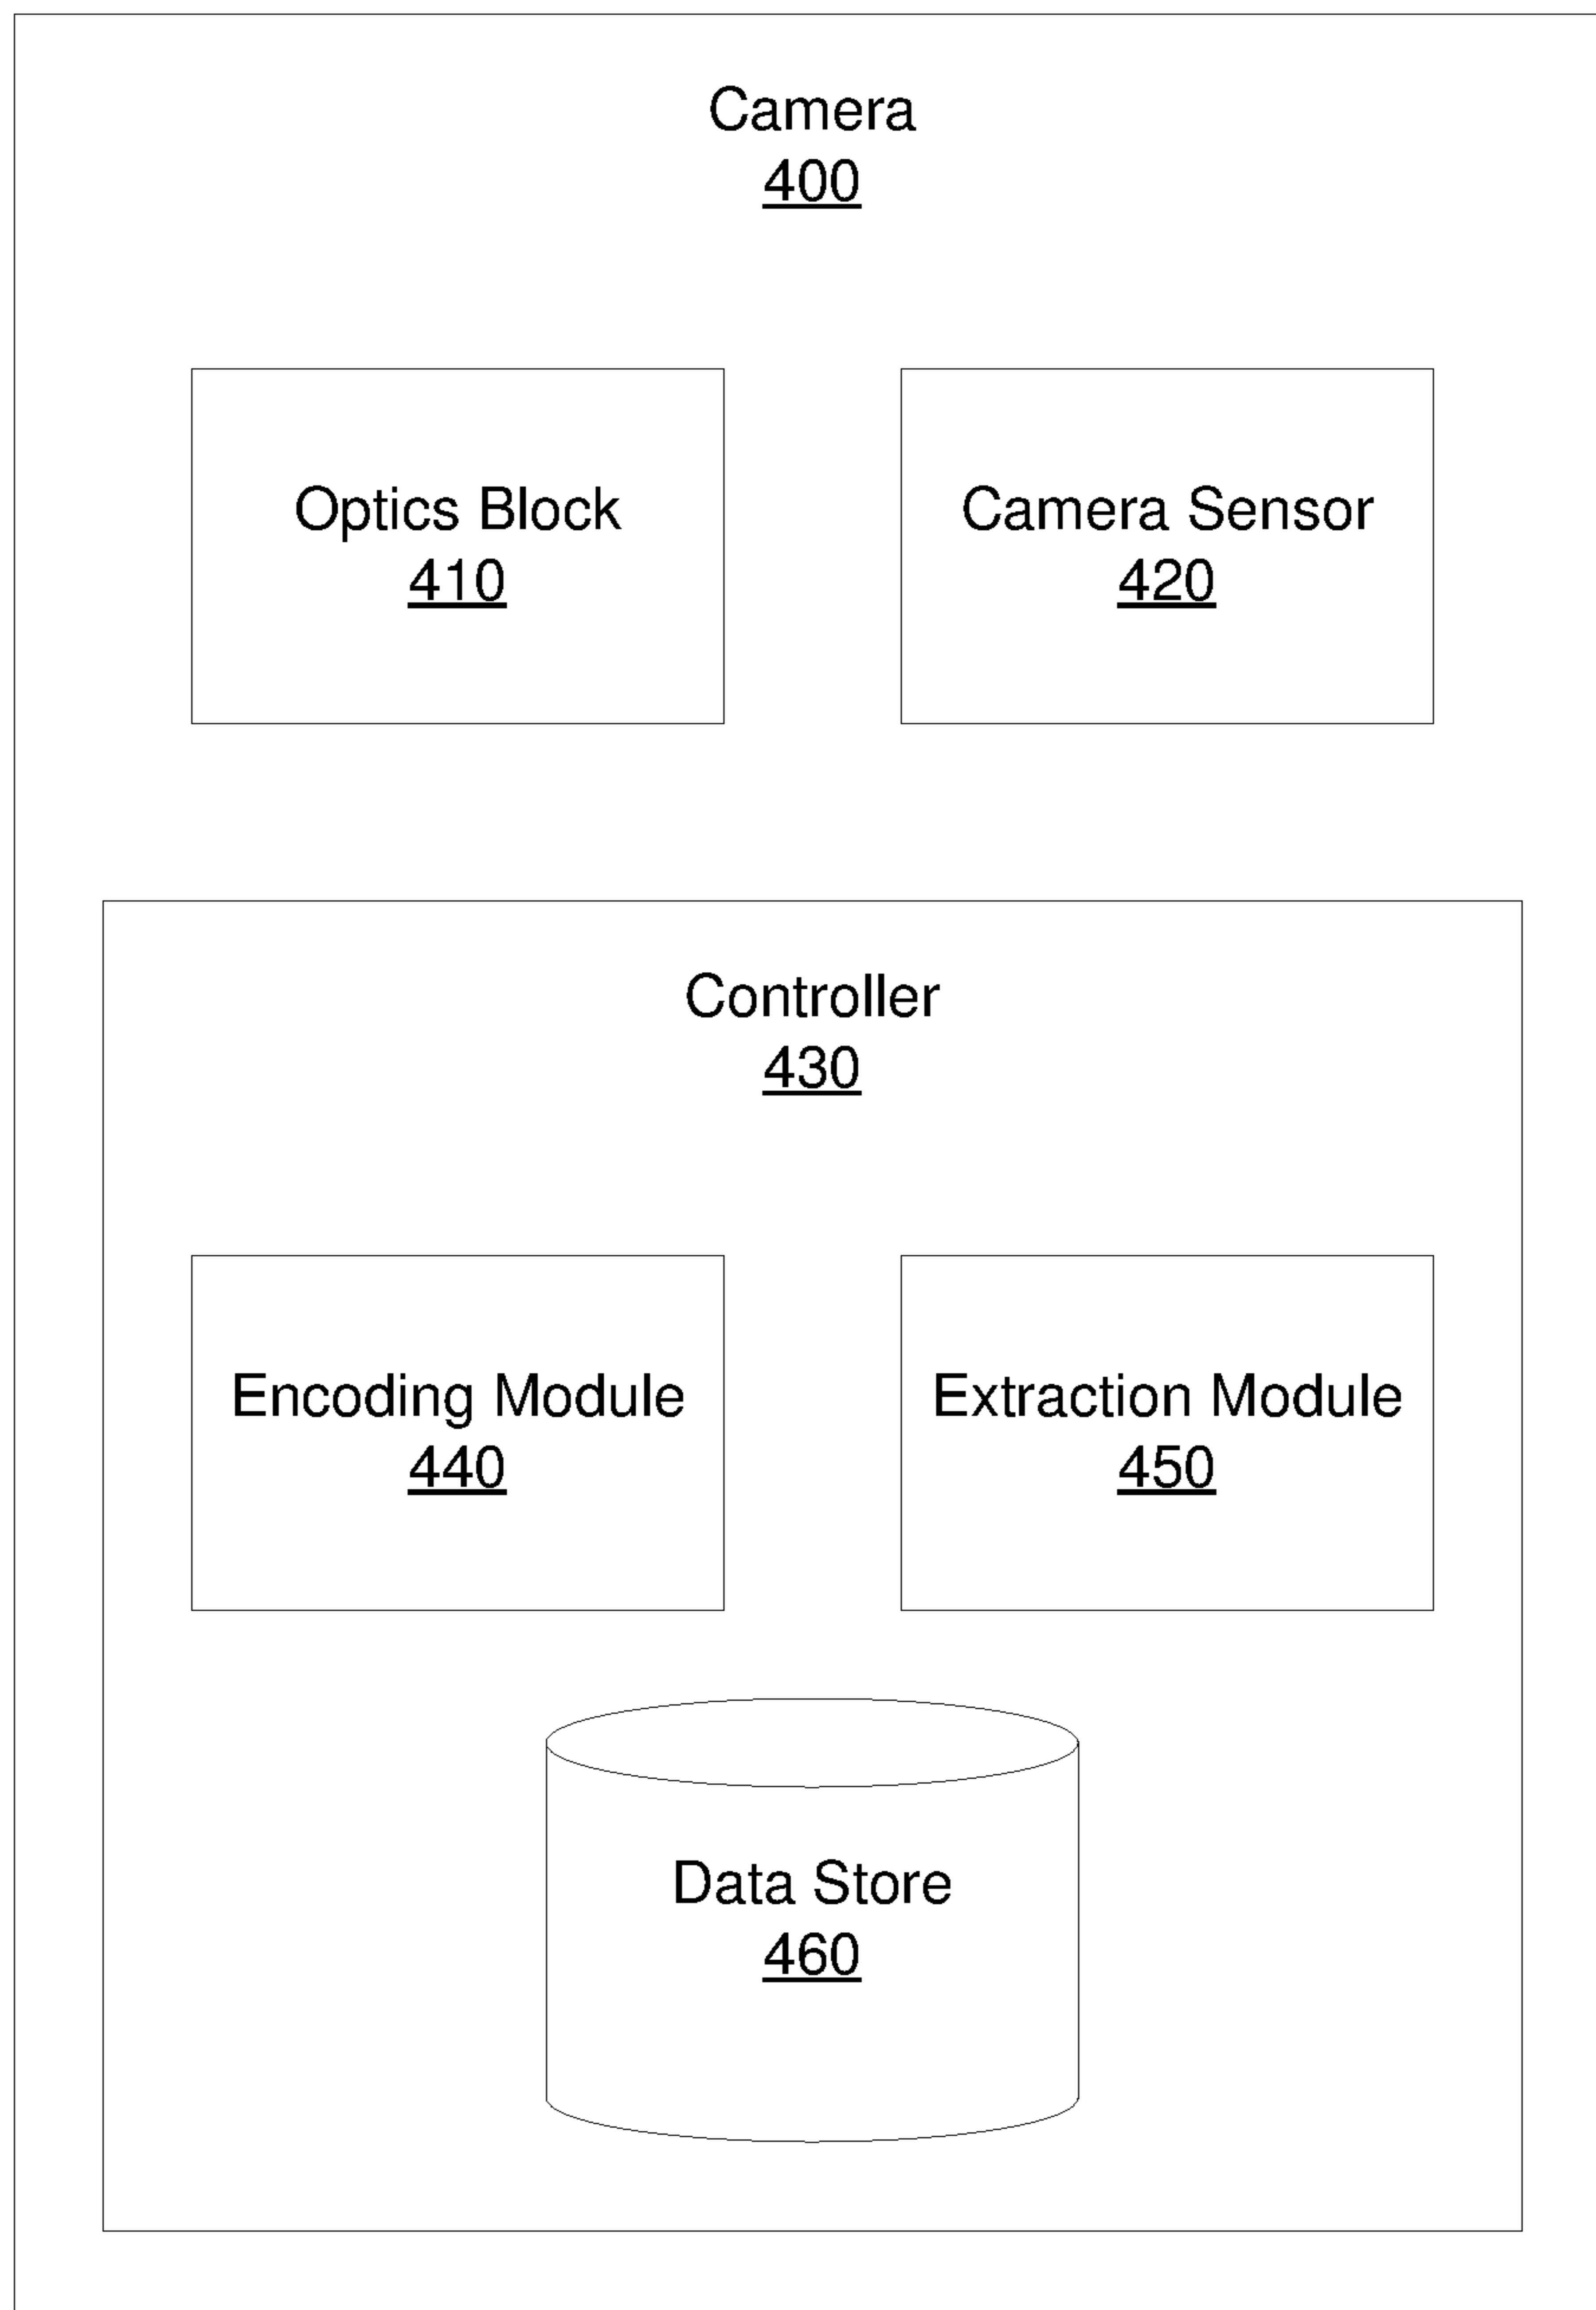 Camera
400
Optics Block
410
Camera Sensor
420
Controller
430
Encoding Module
440
Extraction Module
450
Data Store
460